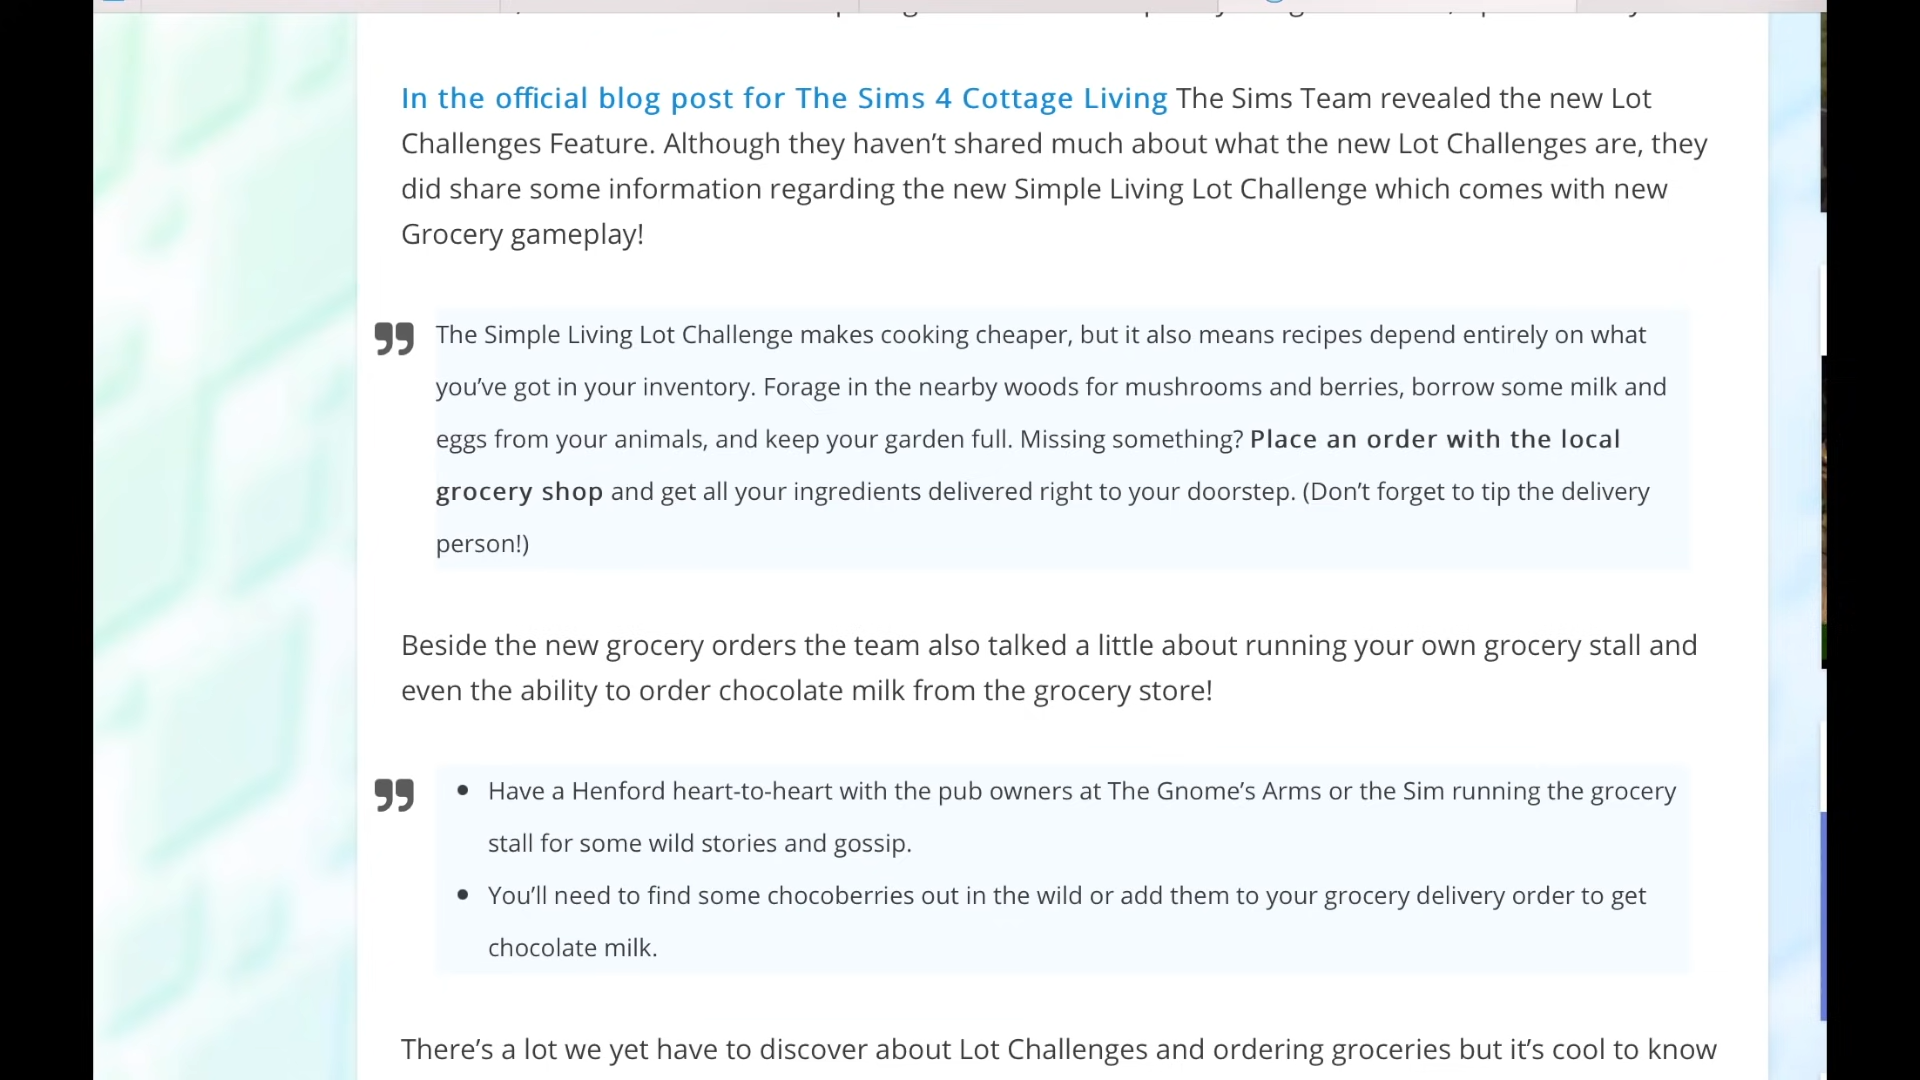 In the official blog post for The Sims 4 Cottage Living The Sims Team revealed the new Lot
Challenges Feature. Although they haven’t shared much about what the new Lot Challenges are, they
did share some information regarding the new Simple Living Lot Challenge which comes with new
Grocery gameplay!
The Simple Living Lot Challenge makes cooking cheaper, but it also means recipes depend entirely on what
you’ve got in your inventory. Forage in the nearby woods for mushrooms and berries, borrow some milk and
eggs from your animals, and keep your garden full. Missing something? Place an order with the local
grocery shop and get all your ingredients delivered right to your doorstep. (Don’t forget to tip the delivery
person!)
Beside the new grocery orders the team also talked a little about running your own grocery stall and
even the ability to order chocolate milk from the grocery store!
• Have a Henford heart-to-heart with the pub owners at The Gnome’s Arms or the Sim running the grocery
stall for some wild stories and gossip.
• You’ll need to find some chocoberries out in the wild or add them to your grocery delivery order to get
chocolate milk.
There’s a lot we yet have to discover about Lot Challenges and ordering groceries but it’s cool to know